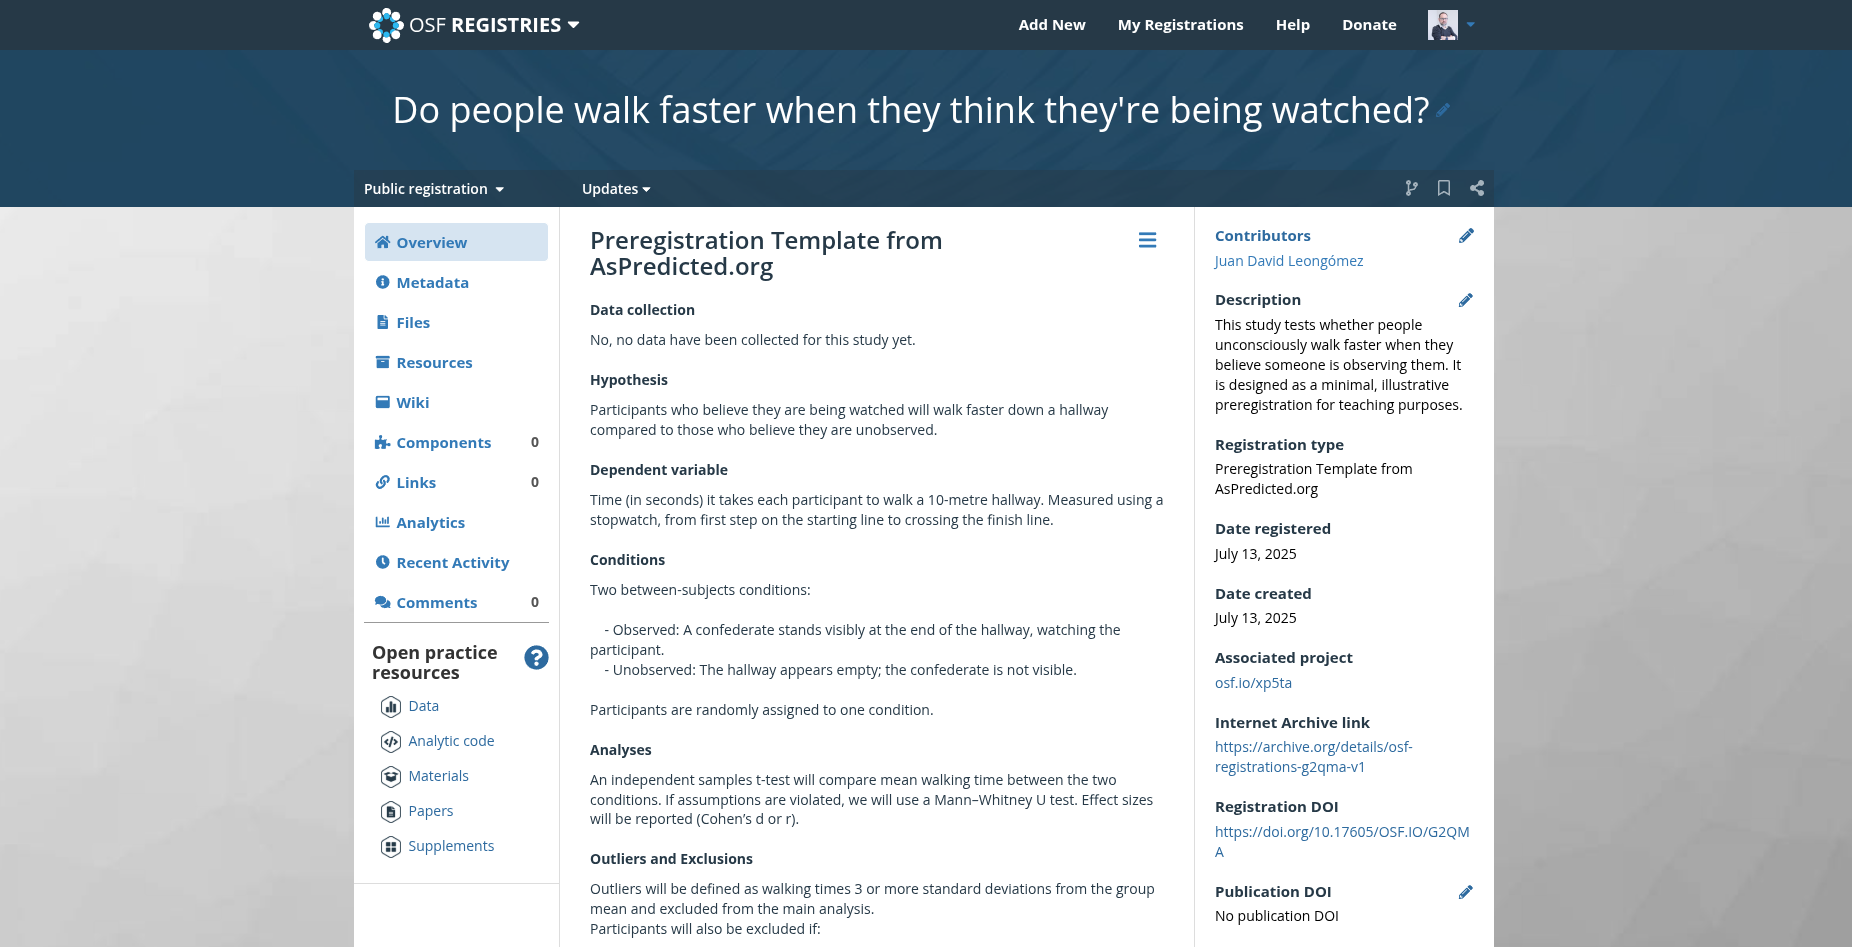 OSF REGISTRIES
Add New
My Registrations
Help
Donate
Do people walk faster when they think they're being watched?
Public registration
Updates
Overview
Metadata
Files
Resources
Wiki
Components 0
Links 0
Analytics
Recent Activity
Comments 0
Open practice
resources
?
Data
Analytic code
Materials
Papers
Supplements
Preregistration Template from
AsPredicted.org
Data collection
No, no data have been collected for this study yet.
Hypothesis
Participants who believe they are being watched will walk faster down a hallway
compared to those who believe they are unobserved.
Dependent variable
Time (in seconds) it takes each participant to walk a 10-metre hallway. Measured using a
stopwatch, from first step on the starting line to crossing the finish line.
Conditions
Two between-subjects conditions:
- Observed: A confederate stands visibly at the end of the hallway, watching the
participant.
- Unobserved: The hallway appears empty; the confederate is not visible.
Participants are randomly assigned to one condition.
Analyses
An independent samples t-test will compare mean walking time between the two
conditions. If assumptions are violated, we will use a Mann–Whitney U test. Effect sizes
will be reported (Cohen’s d or r).
Outliers and Exclusions
Outliers will be defined as walking times 3 or more standard deviations from the group
mean and excluded from the main analysis.
Participants will also be excluded if:
Contributors
Juan David Leongómez
Description
This study tests whether people
unconsciously walk faster when they
believe someone is observing them. It
is designed as a minimal, illustrative
preregistration for teaching purposes.
Registration type
Preregistration Template from
AsPredicted.org
Date registered
July 13, 2025
Date created
July 13, 2025
Associated project
osf.io/xp5ta
Internet Archive link
https://archive.org/details/osf-
registrations-g2qma-v1
Registration DOI
https://doi.org/10.17605/OSF.IO/G2QM
A
Publication DOI
No publication DOI